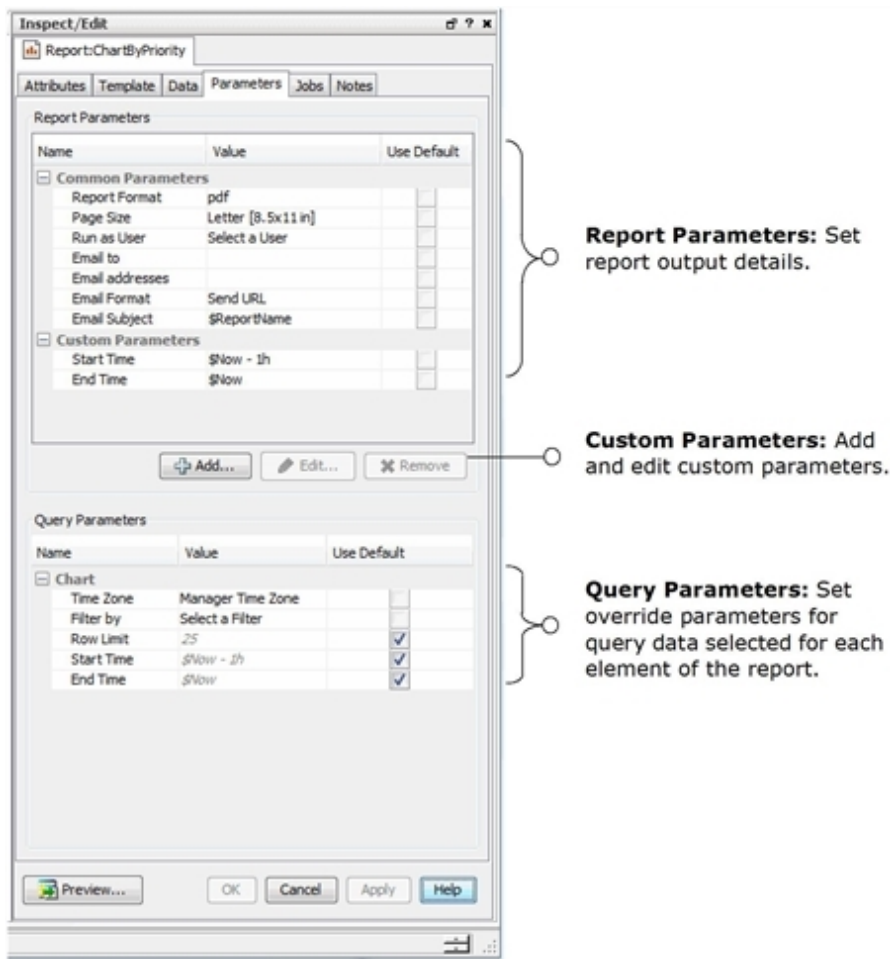 Inspect/Edit
Report:ChartByPriority
Attributes Template Data Parameters Jobs Notes
Report Parameters
Name Value Use Default
Common Parameters
Report Format pdf
Page Size Letter [8.5x11 in]
Run as User Select a User
Email to
Email addresses
Email Format Send URL
Email Subject $ReportName
Custom Parameters
Start Time $Now - 1h
End Time $Now
Add... Edit... Remove
Report Parameters: Set
report output details.
Custom Parameters: Add
and edit custom parameters.
Query Parameters
Name Value Use Default
Chart
Time Zone Manager Time Zone
Filter by Select a Filter
Row Limit 25
Start Time $Now - 1h
End Time $Now
Query Parameters: Set
override parameters for
query data selected for each
element of the report.
Preview... OK Cancel Apply Help